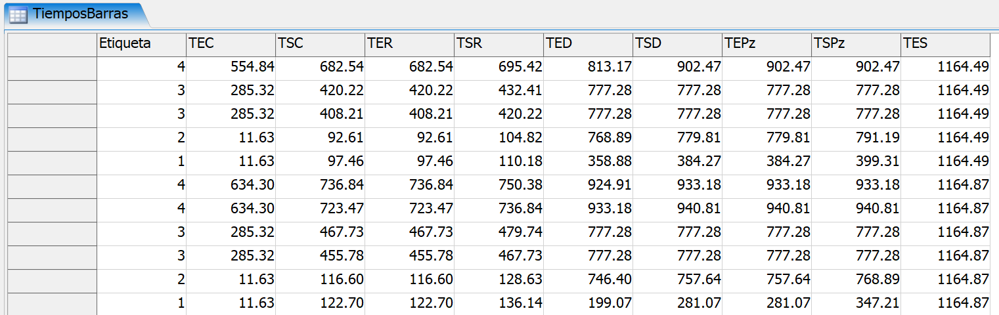 TiemposBarras
Etiqueta TEC TSC TER TSR TED TSD TEPz TSPz TES
4 554.84 682.54 682.54 695.42 813.17 902.47 902.47 902.47 1164.49
3 285.32 420.22 420.22 432.41 777.28 777.28 777.28 777.28 1164.49
3 285.32 408.21 408.21 420.22 777.28 777.28 777.28 777.28 1164.49
2 11.63 92.61 92.61 104.82 768.89 779.81 779.81 791.19 1164.49
1 11.63 97.46 97.46 110.18 358.88 384.27 384.27 399.31 1164.49
4 634.30 736.84 736.84 750.38 924.91 933.18 933.18 933.18 1164.87
4 634.30 723.47 723.47 736.84 933.18 940.81 940.81 940.81 1164.87
3 285.32 467.73 467.73 479.74 777.28 777.28 777.28 777.28 1164.87
3 285.32 455.78 455.78 467.73 777.28 777.28 777.28 777.28 1164.87
2 11.63 116.60 116.60 128.63 746.40 757.64 757.64 768.89 1164.87
1 11.63 122.70 122.70 136.14 199.07 281.07 281.07 347.21 1164.87